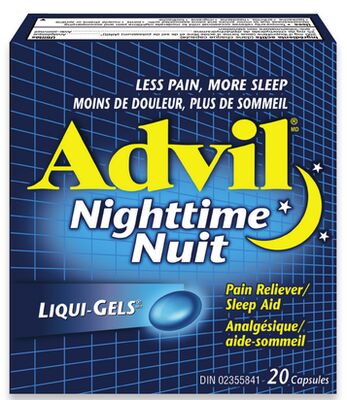 LESS PAIN, MORE SLEEP
MOINS DE DOULEUR, PLUS DE SOMMEIL
Advil
MD
Nighttime
Nuit
LIQUI-GELS
Pain Reliever/
Sleep Aid
Analgésique/
aide-sommeil
DIN 02355841 - 20 Capsules